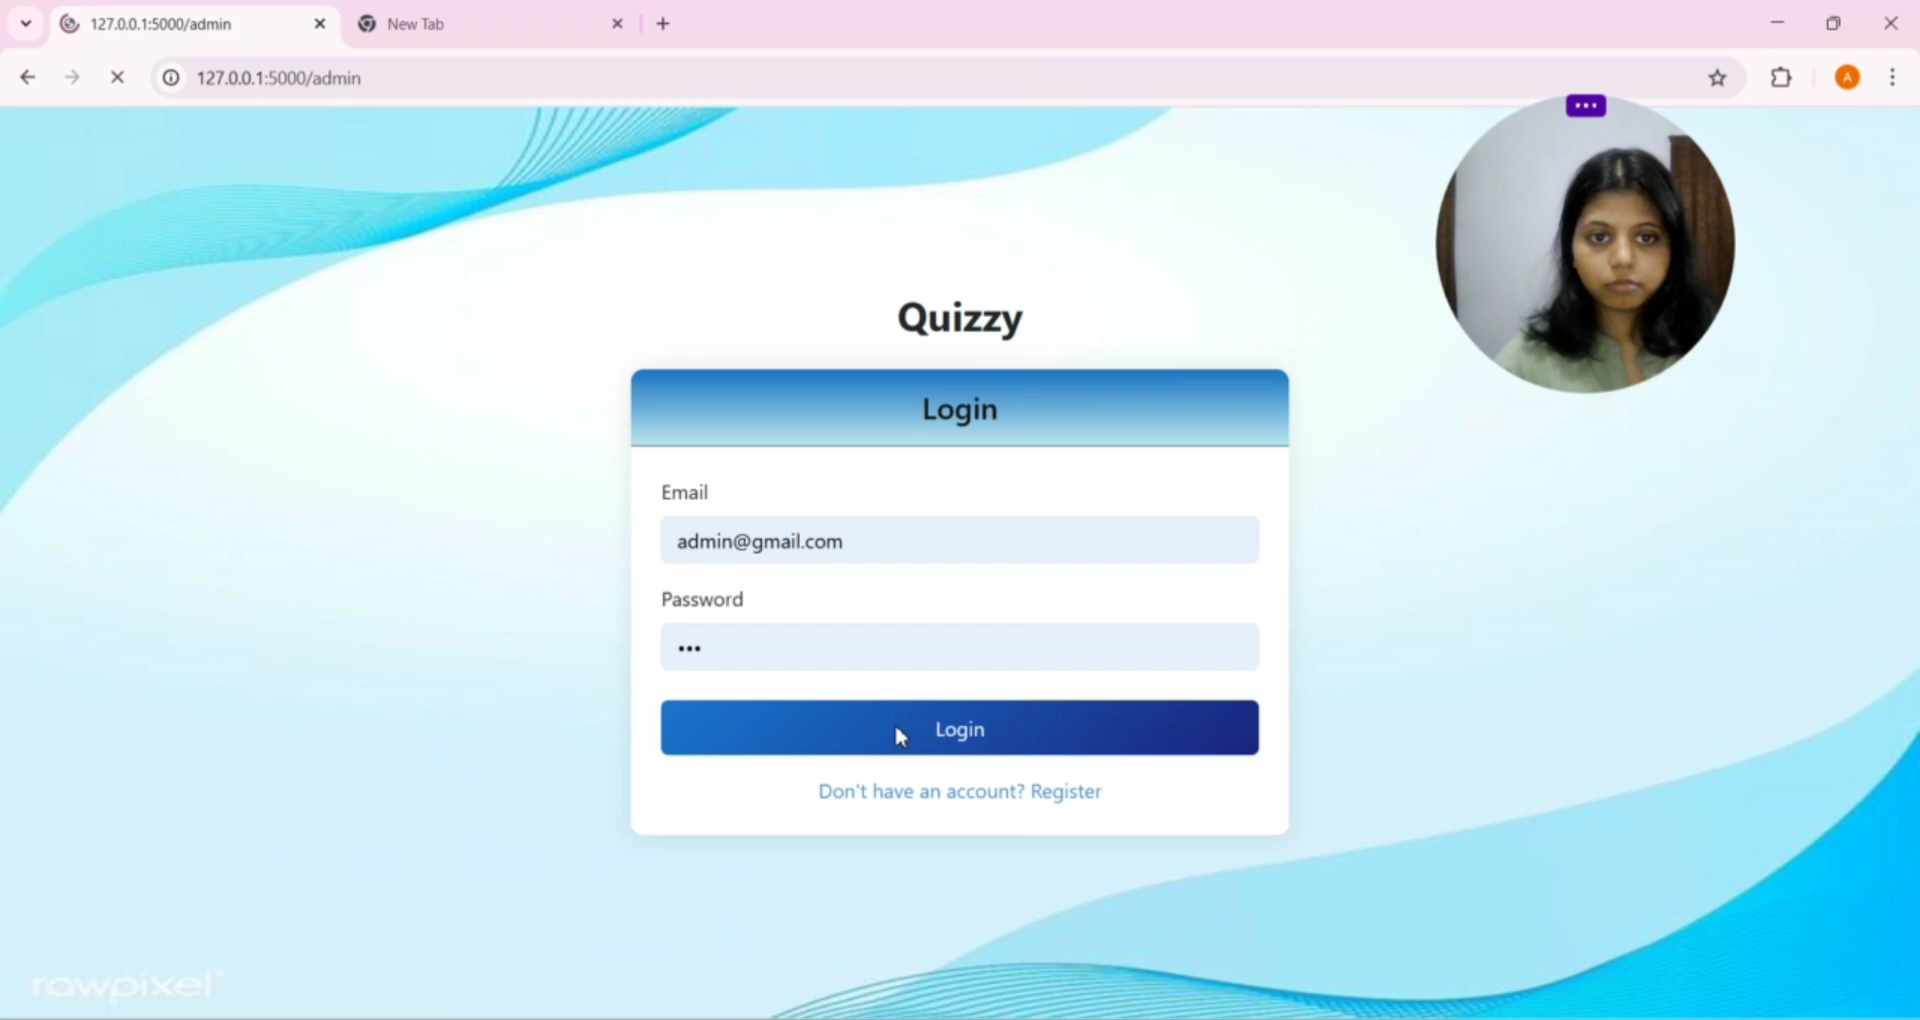 127.0.0.1:5000/admin
New Tab
127.0.0.1:5000/admin
A
Quizzy
Login
Email
admin@gmail.com
Password
•••
Login
Don't have an account? Register
rawpixel